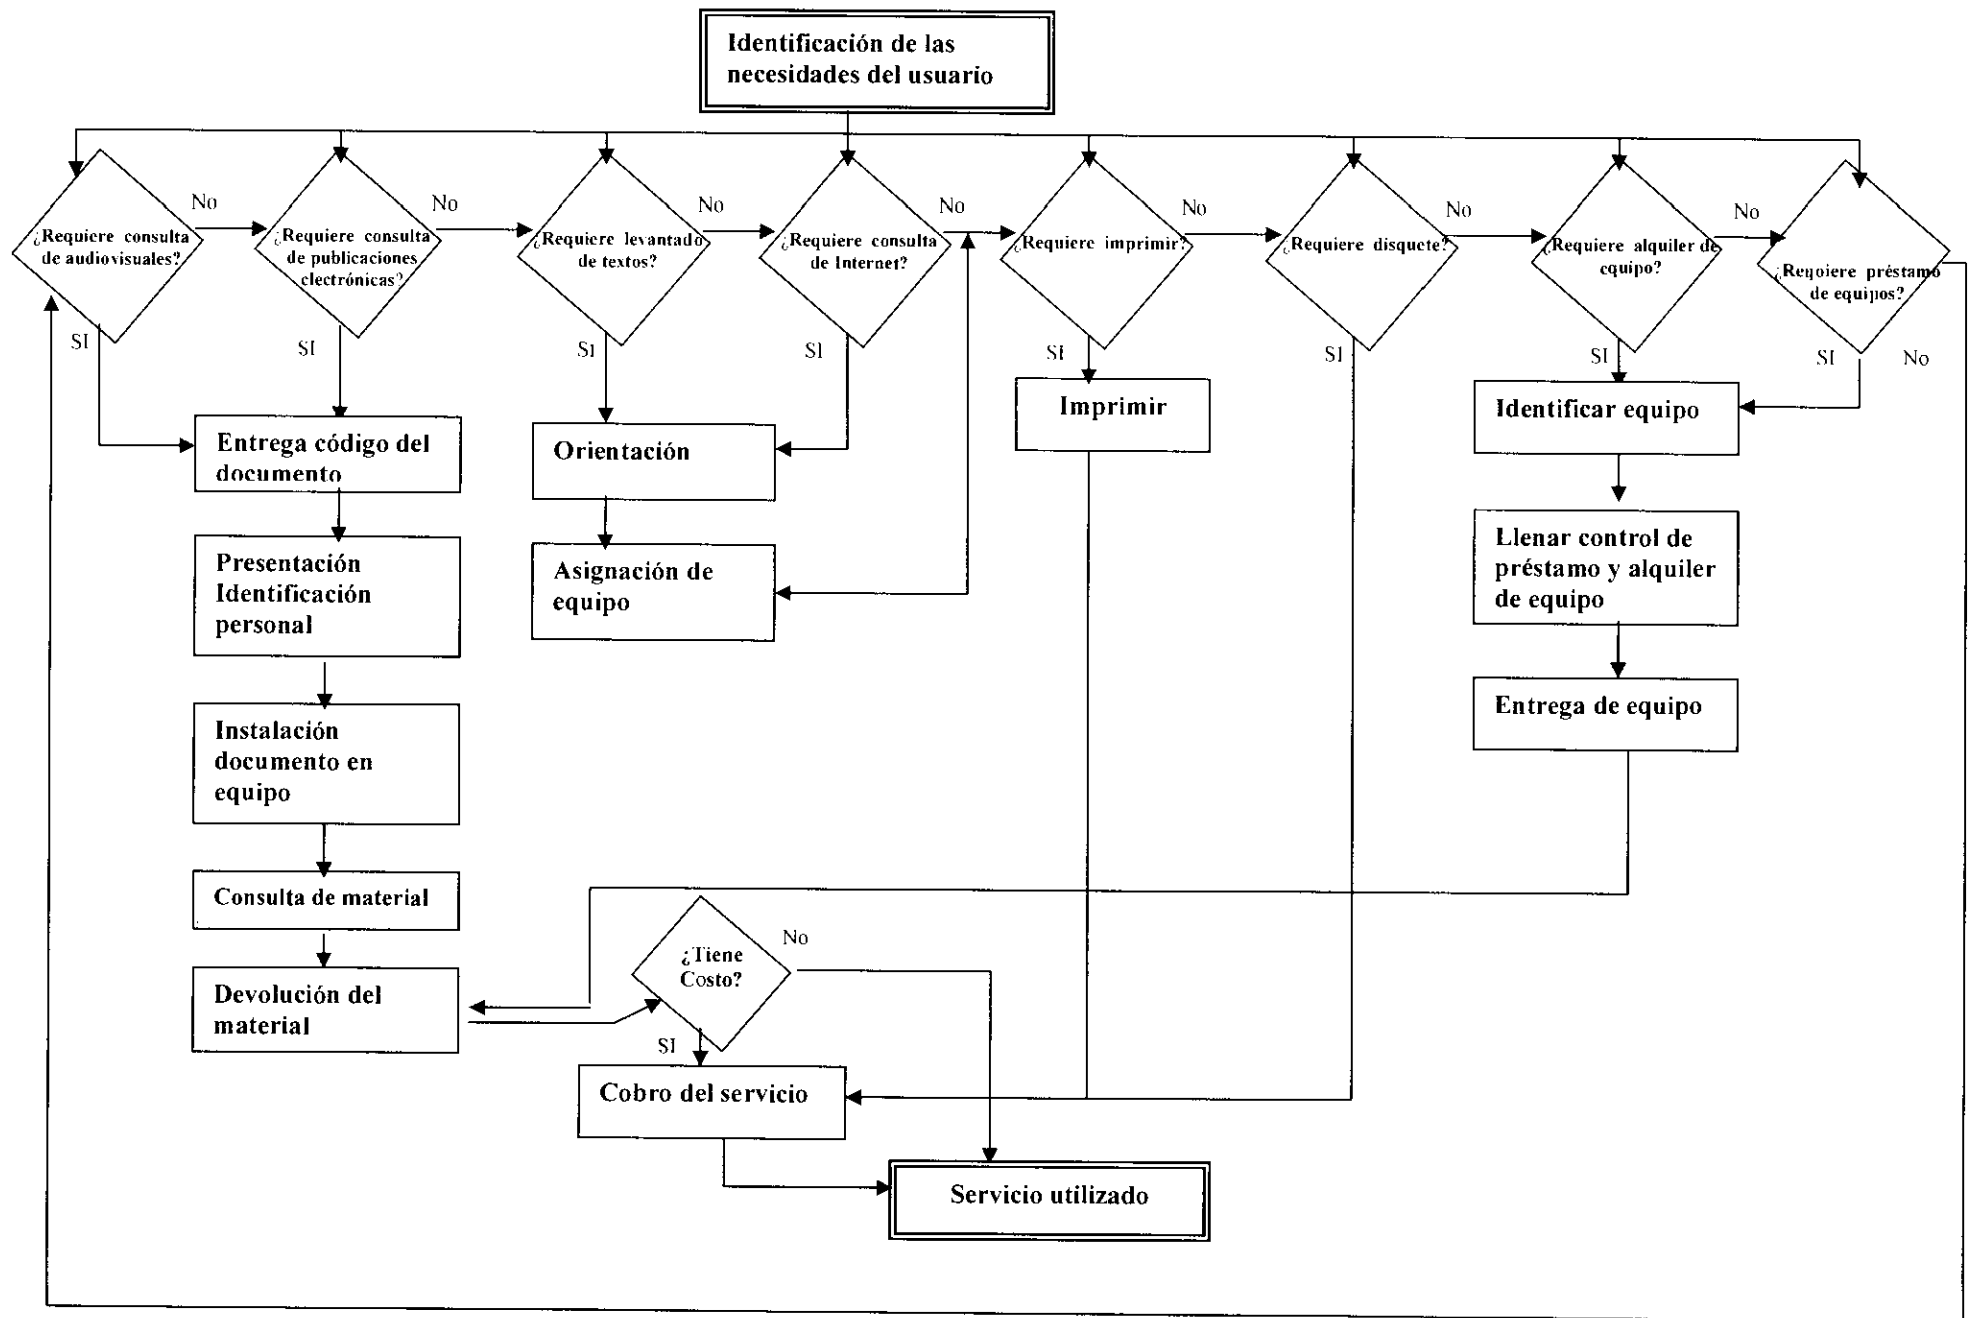 Identificación de las
necesidades del usuario
No
No
No
No
No
No
No
¿Requiere consulta
de audiovisuales?
¿Requiere consulta
de publicaciones
electrónicas?
¿Requiere levantado
de textos?
¿Requiere consulta
de Internet?
¿Requiere imprimir?
¿Requiere disquete?
¿Requiere alquiler de
equipo?
¿Reqoiere préstamo
de equipos?
SI
SI
SI
SI
SI
SI
SI
SI
No
Entrega código del
documento
Orientación
Imprimir
Identificar equipo
Presentación
Identificación
personal
Asignación de
equipo
Llenar control de
préstamo y alquiler
de equipo
Instalación
documento en
equipo
Entrega de equipo
Consulta de material
¿Tiene
Costo?
No
Devolución del
material
SI
Cobro del servicio
Servicio utilizado